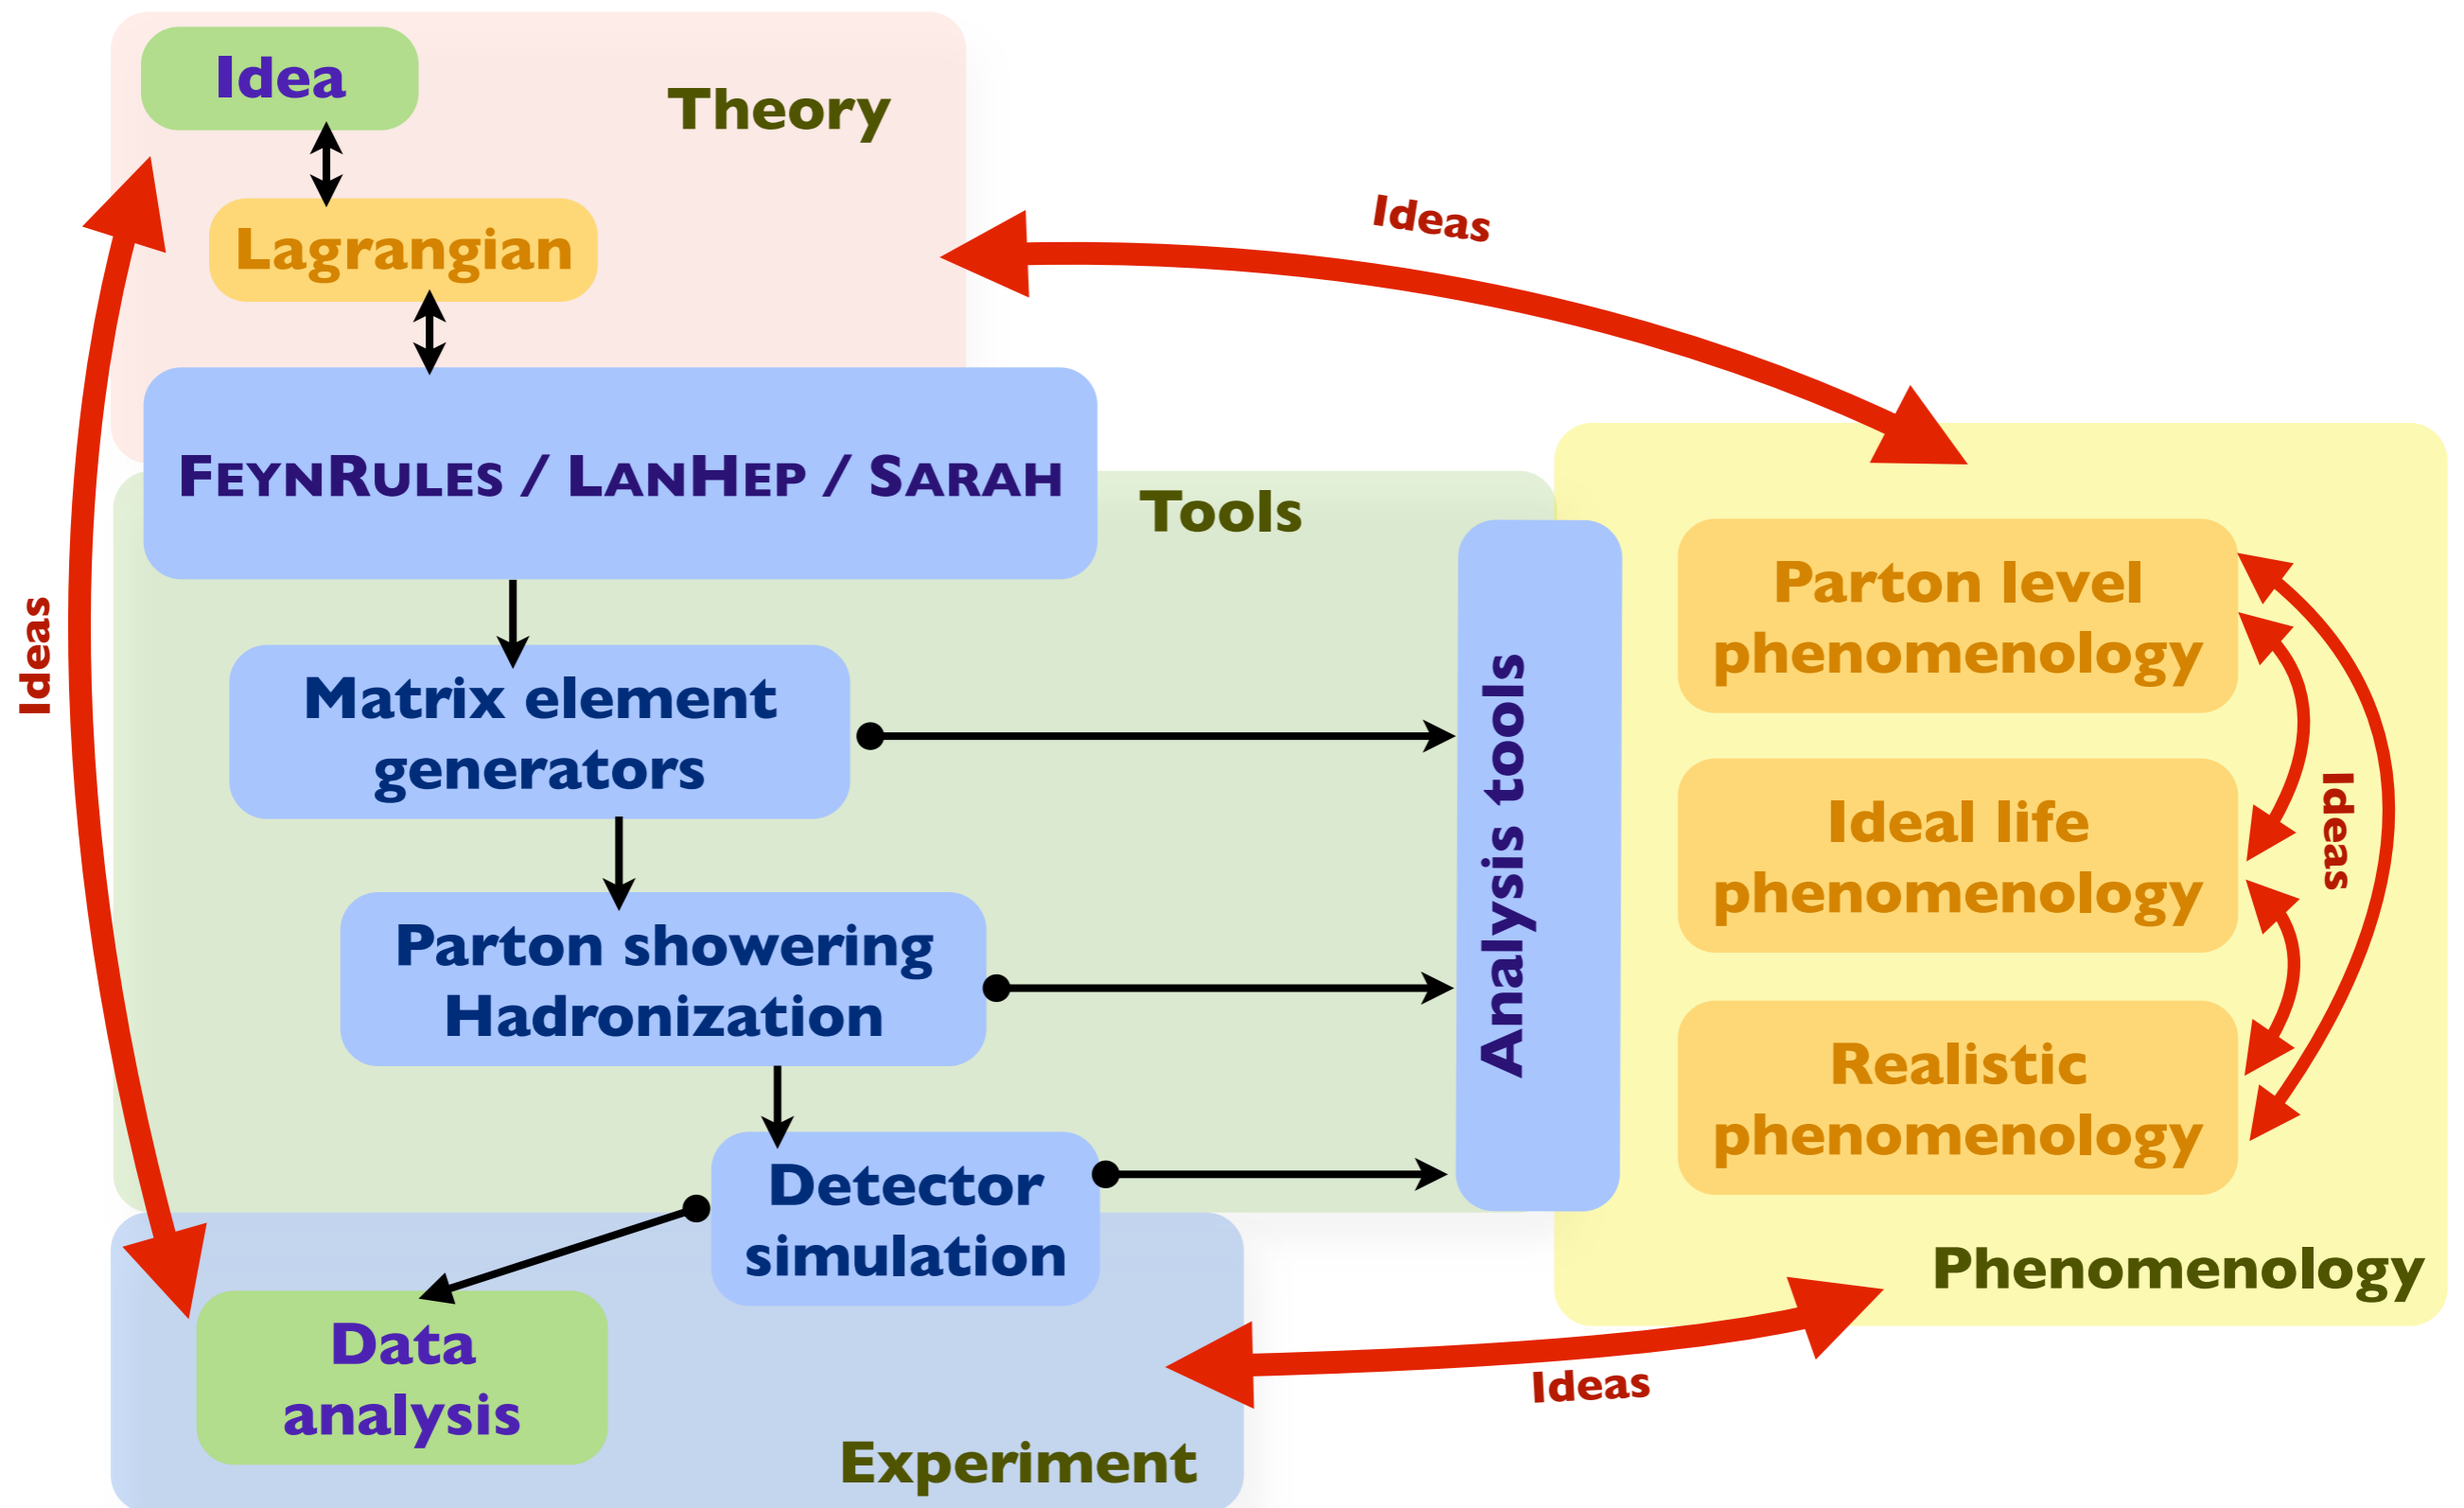 Idea
Theory
Ideas
Lagrangian
FEYNRULES / LANHEP / SARAH
Tools
Ideas
Matrix element
generators
Parton showering
Hadronization
Detector
simulation
Analysis tools
Parton level
phenomenology
Ideal life
phenomenology
Realistic
phenomenology
Ideas
Phenomenology
Data
analysis
Ideas
Experiment